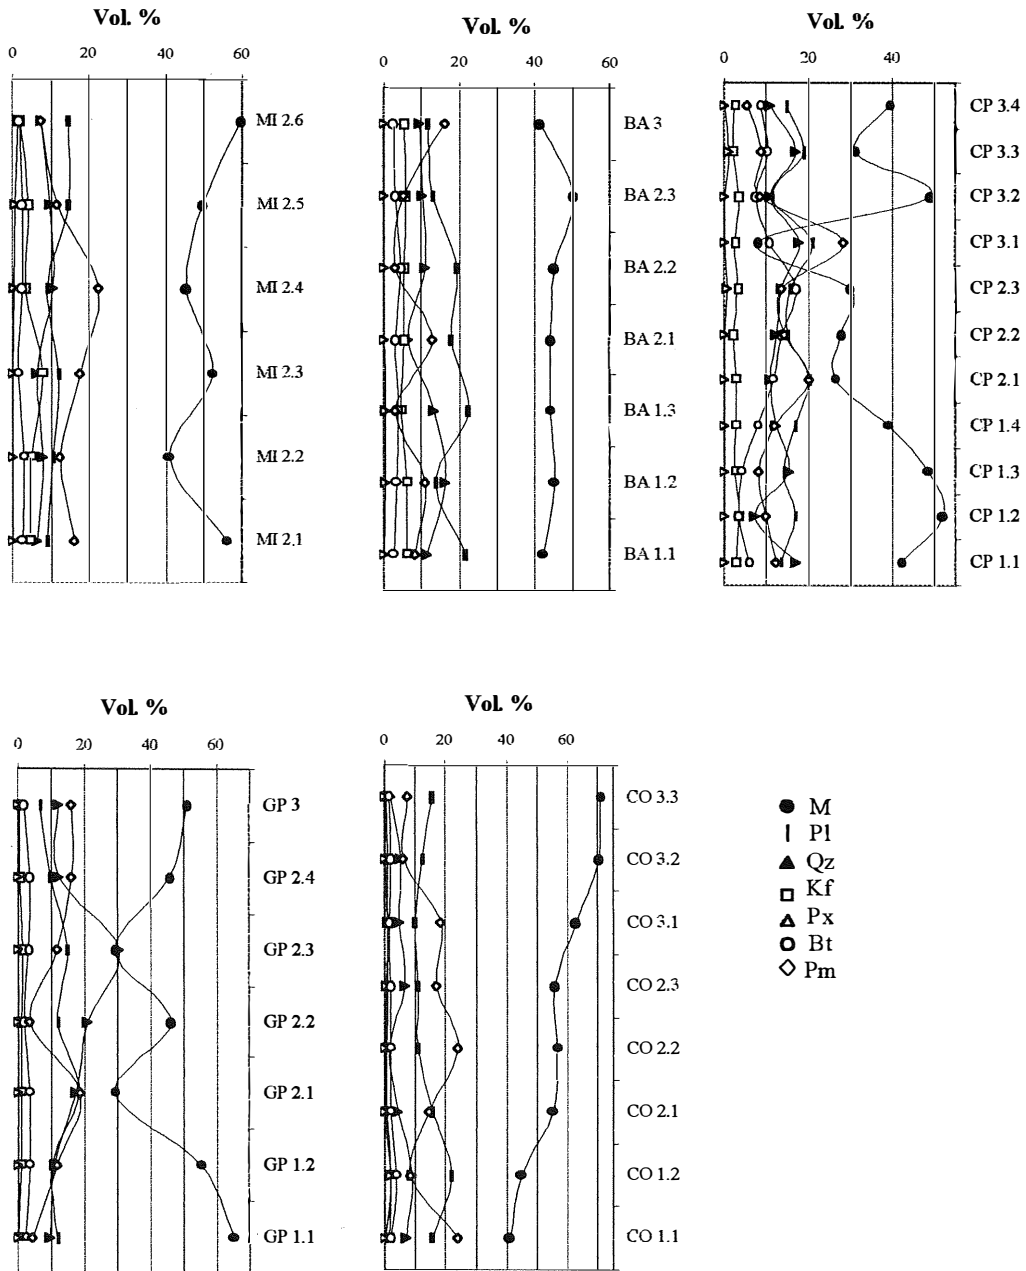 Vol. %
0 20 40 60
MI 2.6
MI 2.5
MI 2.4
MI 2.3
MI 2.2
MI 2.1
Vol. %
0 20 40 60
BA 3
BA 2.3
BA 2.2
BA 2.1
BA 1.3
BA 1.2
BA 1.1
Vol. %
0 20 40
CP 3.4
CP 3.3
CP 3.2
CP 3.1
CP 2.3
CP 2.2
CP 2.1
CP 1.4
CP 1.3
CP 1.2
CP 1.1
Vol. %
0 20 40 60
GP 3
GP 2.4
GP 2.3
GP 2.2
GP 2.1
GP 1.2
GP 1.1
Vol. %
0 20 40 60
CO 3.3
CO 3.2
CO 3.1
CO 2.3
CO 2.2
CO 2.1
CO 1.2
CO 1.1
M
Pl
Qz
Kf
Px
Bt
Pm